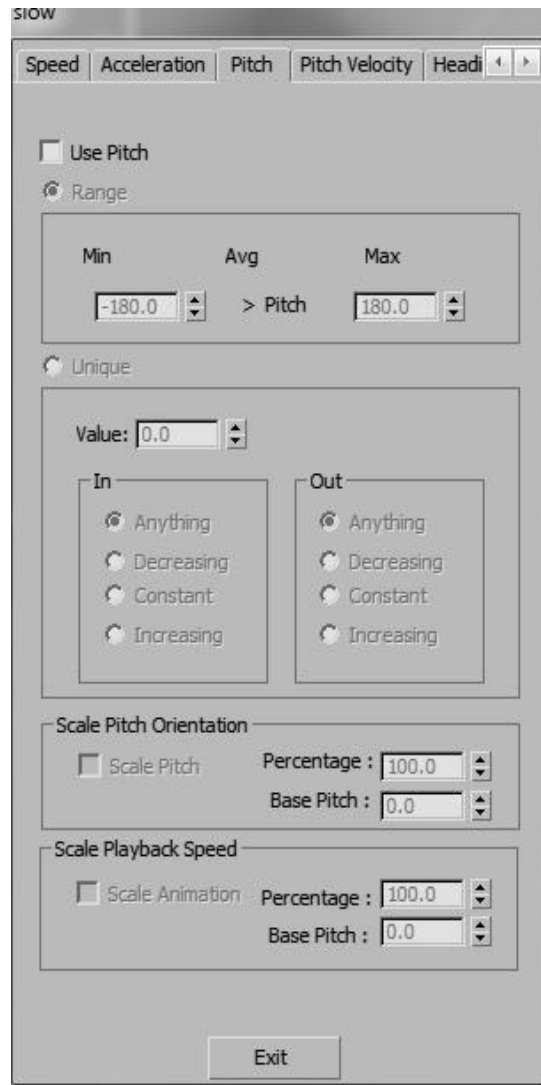 slow
Speed Acceleration Pitch Pitch Velocity Headi
Use Pitch
Range
Min Avg Max
-180.0 > Pitch 180.0
Unique
Value: 0.0
In Out
Anything Anything
Decreasing Decreasing
Constant Constant
Increasing Increasing
Scale Pitch Orientation
Scale Pitch Percentage : 100.0
Base Pitch : 0.0
Scale Playback Speed
Scale Animation Percentage : 100.0
Base Pitch : 0.0
Exit